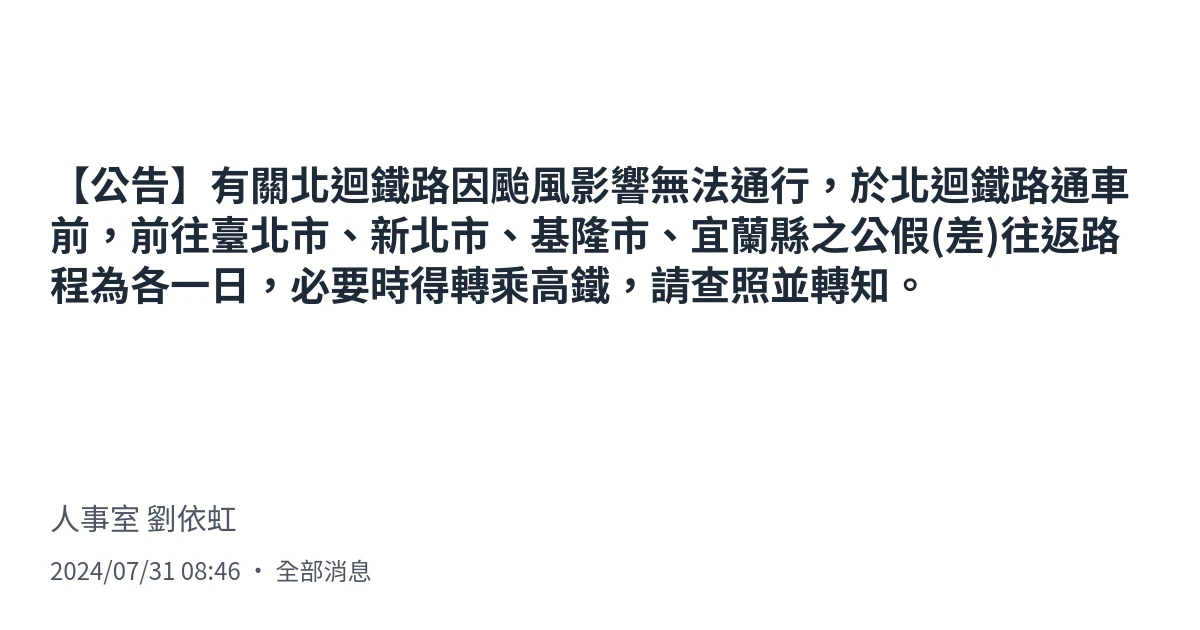 【公告】有關北迴鐵路因颱風影響無法通行，於北迴鐵路通車
前，前往臺北市、新北市、基隆市、宜蘭縣之公假(差)往返路
程為各一日，必要時得轉乘高鐵，請查照並轉知。
人事室 劉依虹
2024/07/31 08:46 ・ 全部消息